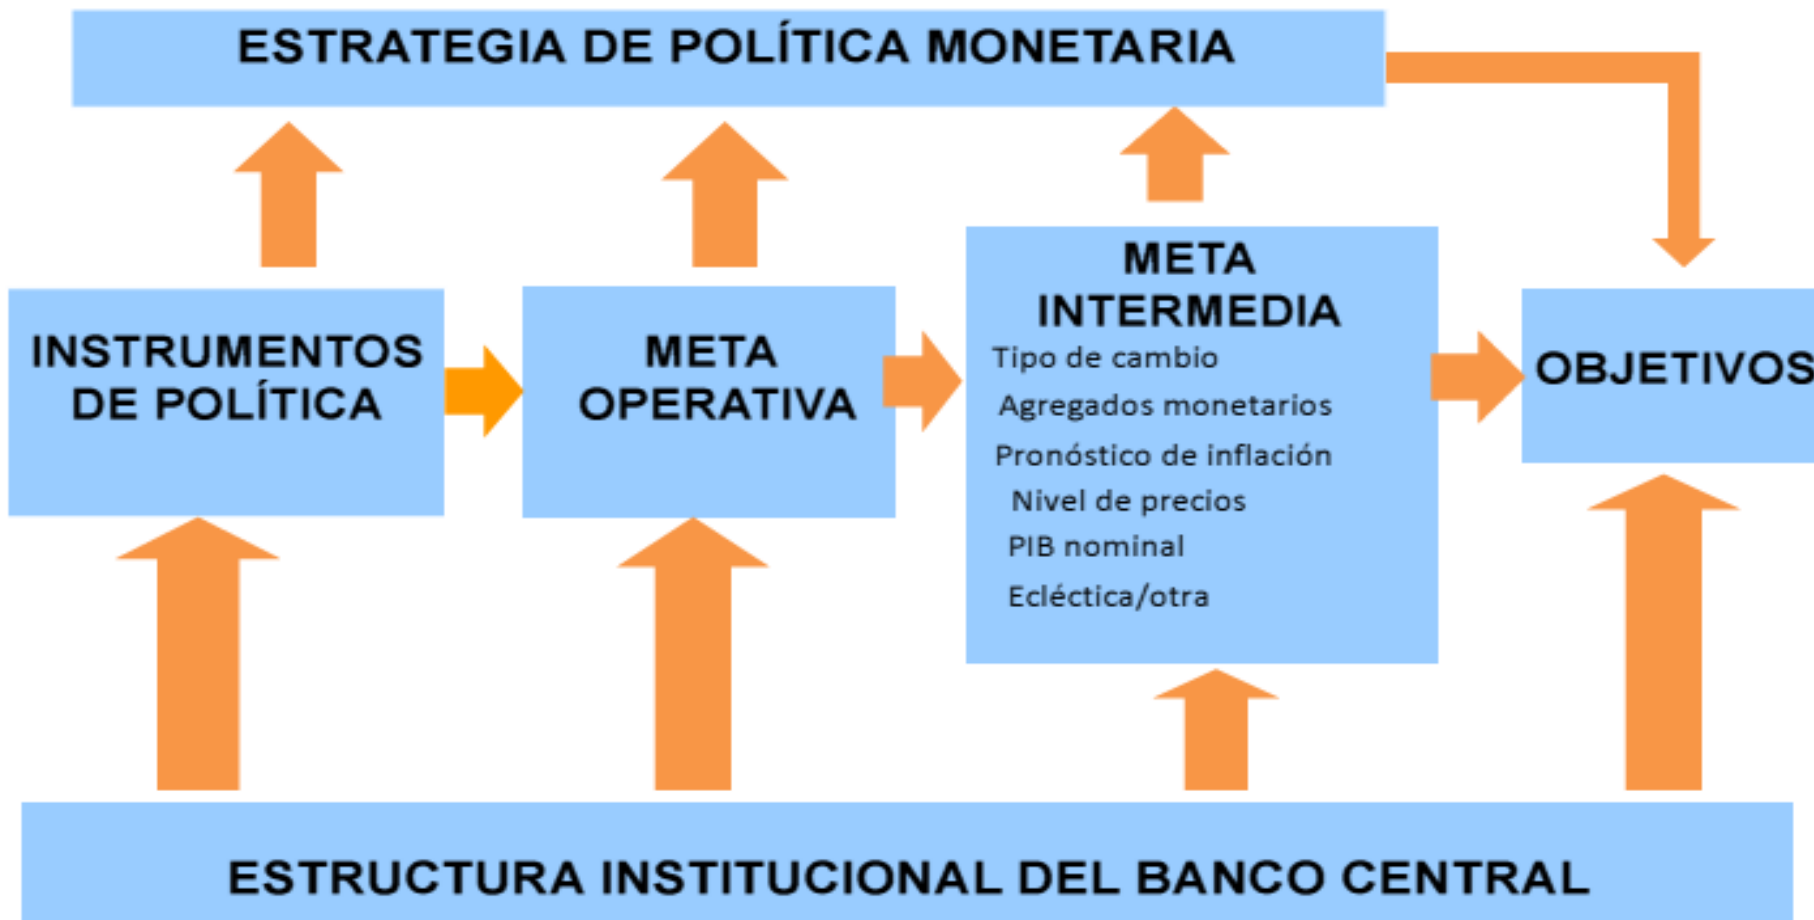 ESTRATEGIA DE POLÍTICA MONETARIA
INSTRUMENTOS
DE POLÍTICA
META
OPERATIVA
META
INTERMEDIA
Tipo de cambio
Agregados monetarios
Pronóstico de inflación
Nivel de precios
PIB nominal
Ecléctica/otra
OBJETIVOS
ESTRUCTURA INSTITUCIONAL DEL BANCO CENTRAL